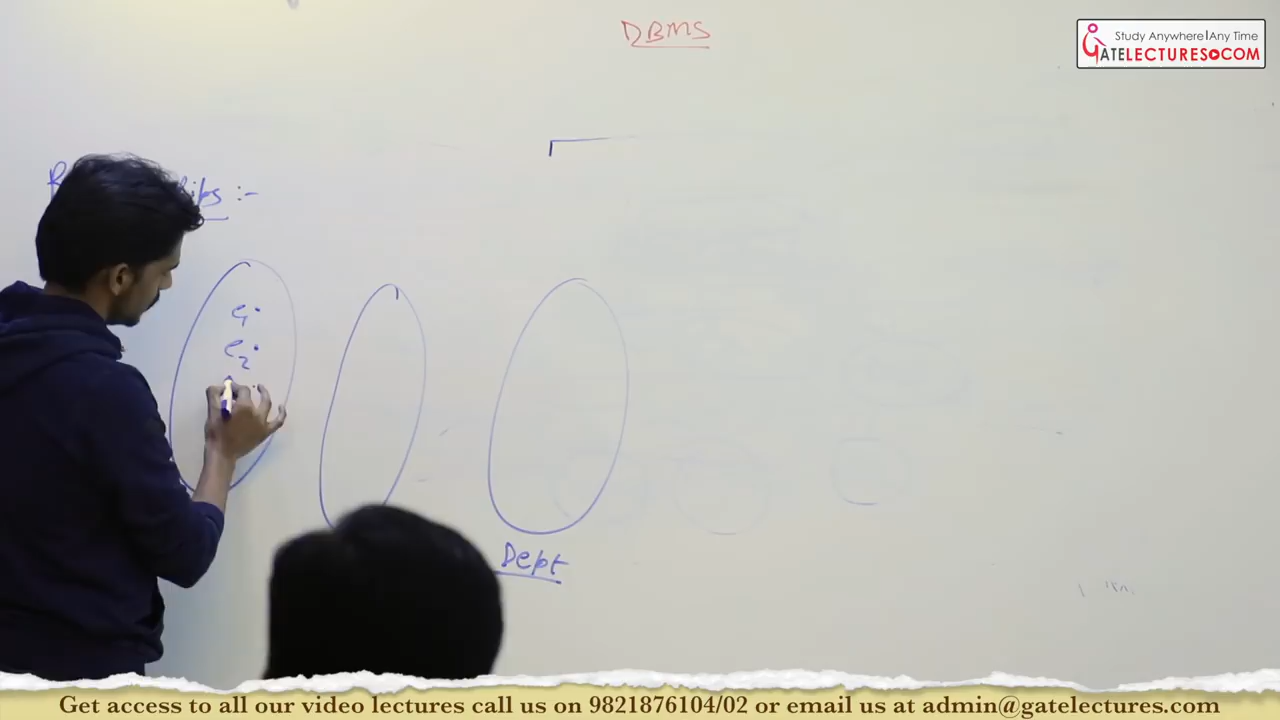 DBMS
Study Anywhere|Any Time
GATELECTURES.COM
:-
e1.
e2.
Dept
Get access to all our video lectures call us on 9821876104/02 or email us at admin@gatelectures.com